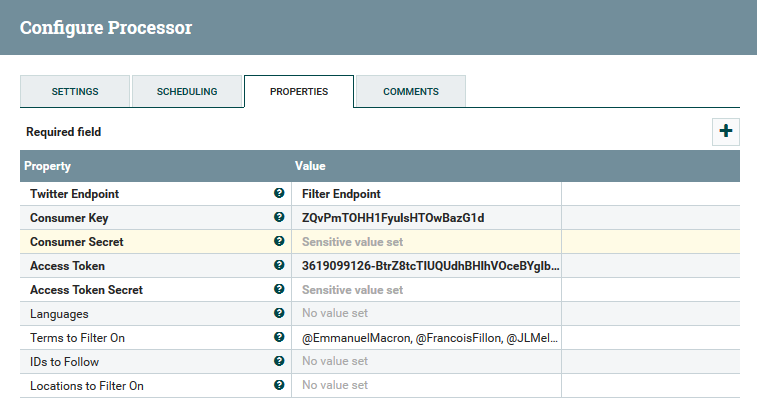 Configure Processor
SETTINGS SCHEDULING PROPERTIES COMMENTS
Required field
Property Value
Twitter Endpoint Filter Endpoint
Consumer Key ZQvPmTOHH1FyulsHTOwBazG1d
Consumer Secret Sensitive value set
Access Token 3619099126-BtrZ8tcTIUQUdhBHlhVOceBYglb...
Access Token Secret Sensitive value set
Languages No value set
Terms to Filter On @EmmanuelMacron, @FrancoisFillon, @JLMel...
IDs to Follow No value set
Locations to Filter On No value set